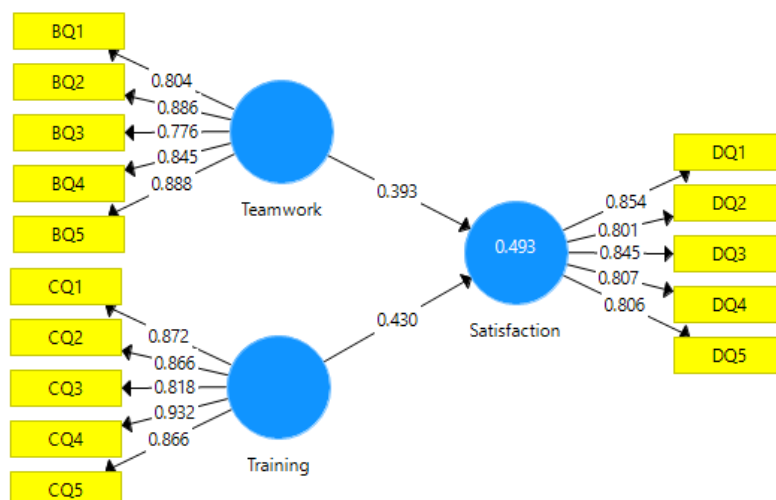 BQ1
BQ2
BQ3
BQ4
BQ5
0.804
0.886
0.776
0.845
0.888
Teamwork
0.393
CQ1
CQ2
CQ3
CQ4
CQ5
0.872
0.866
0.818
0.932
0.866
Training
0.430
0.493
Satisfaction
0.854
0.801
0.845
0.807
0.806
DQ1
DQ2
DQ3
DQ4
DQ5